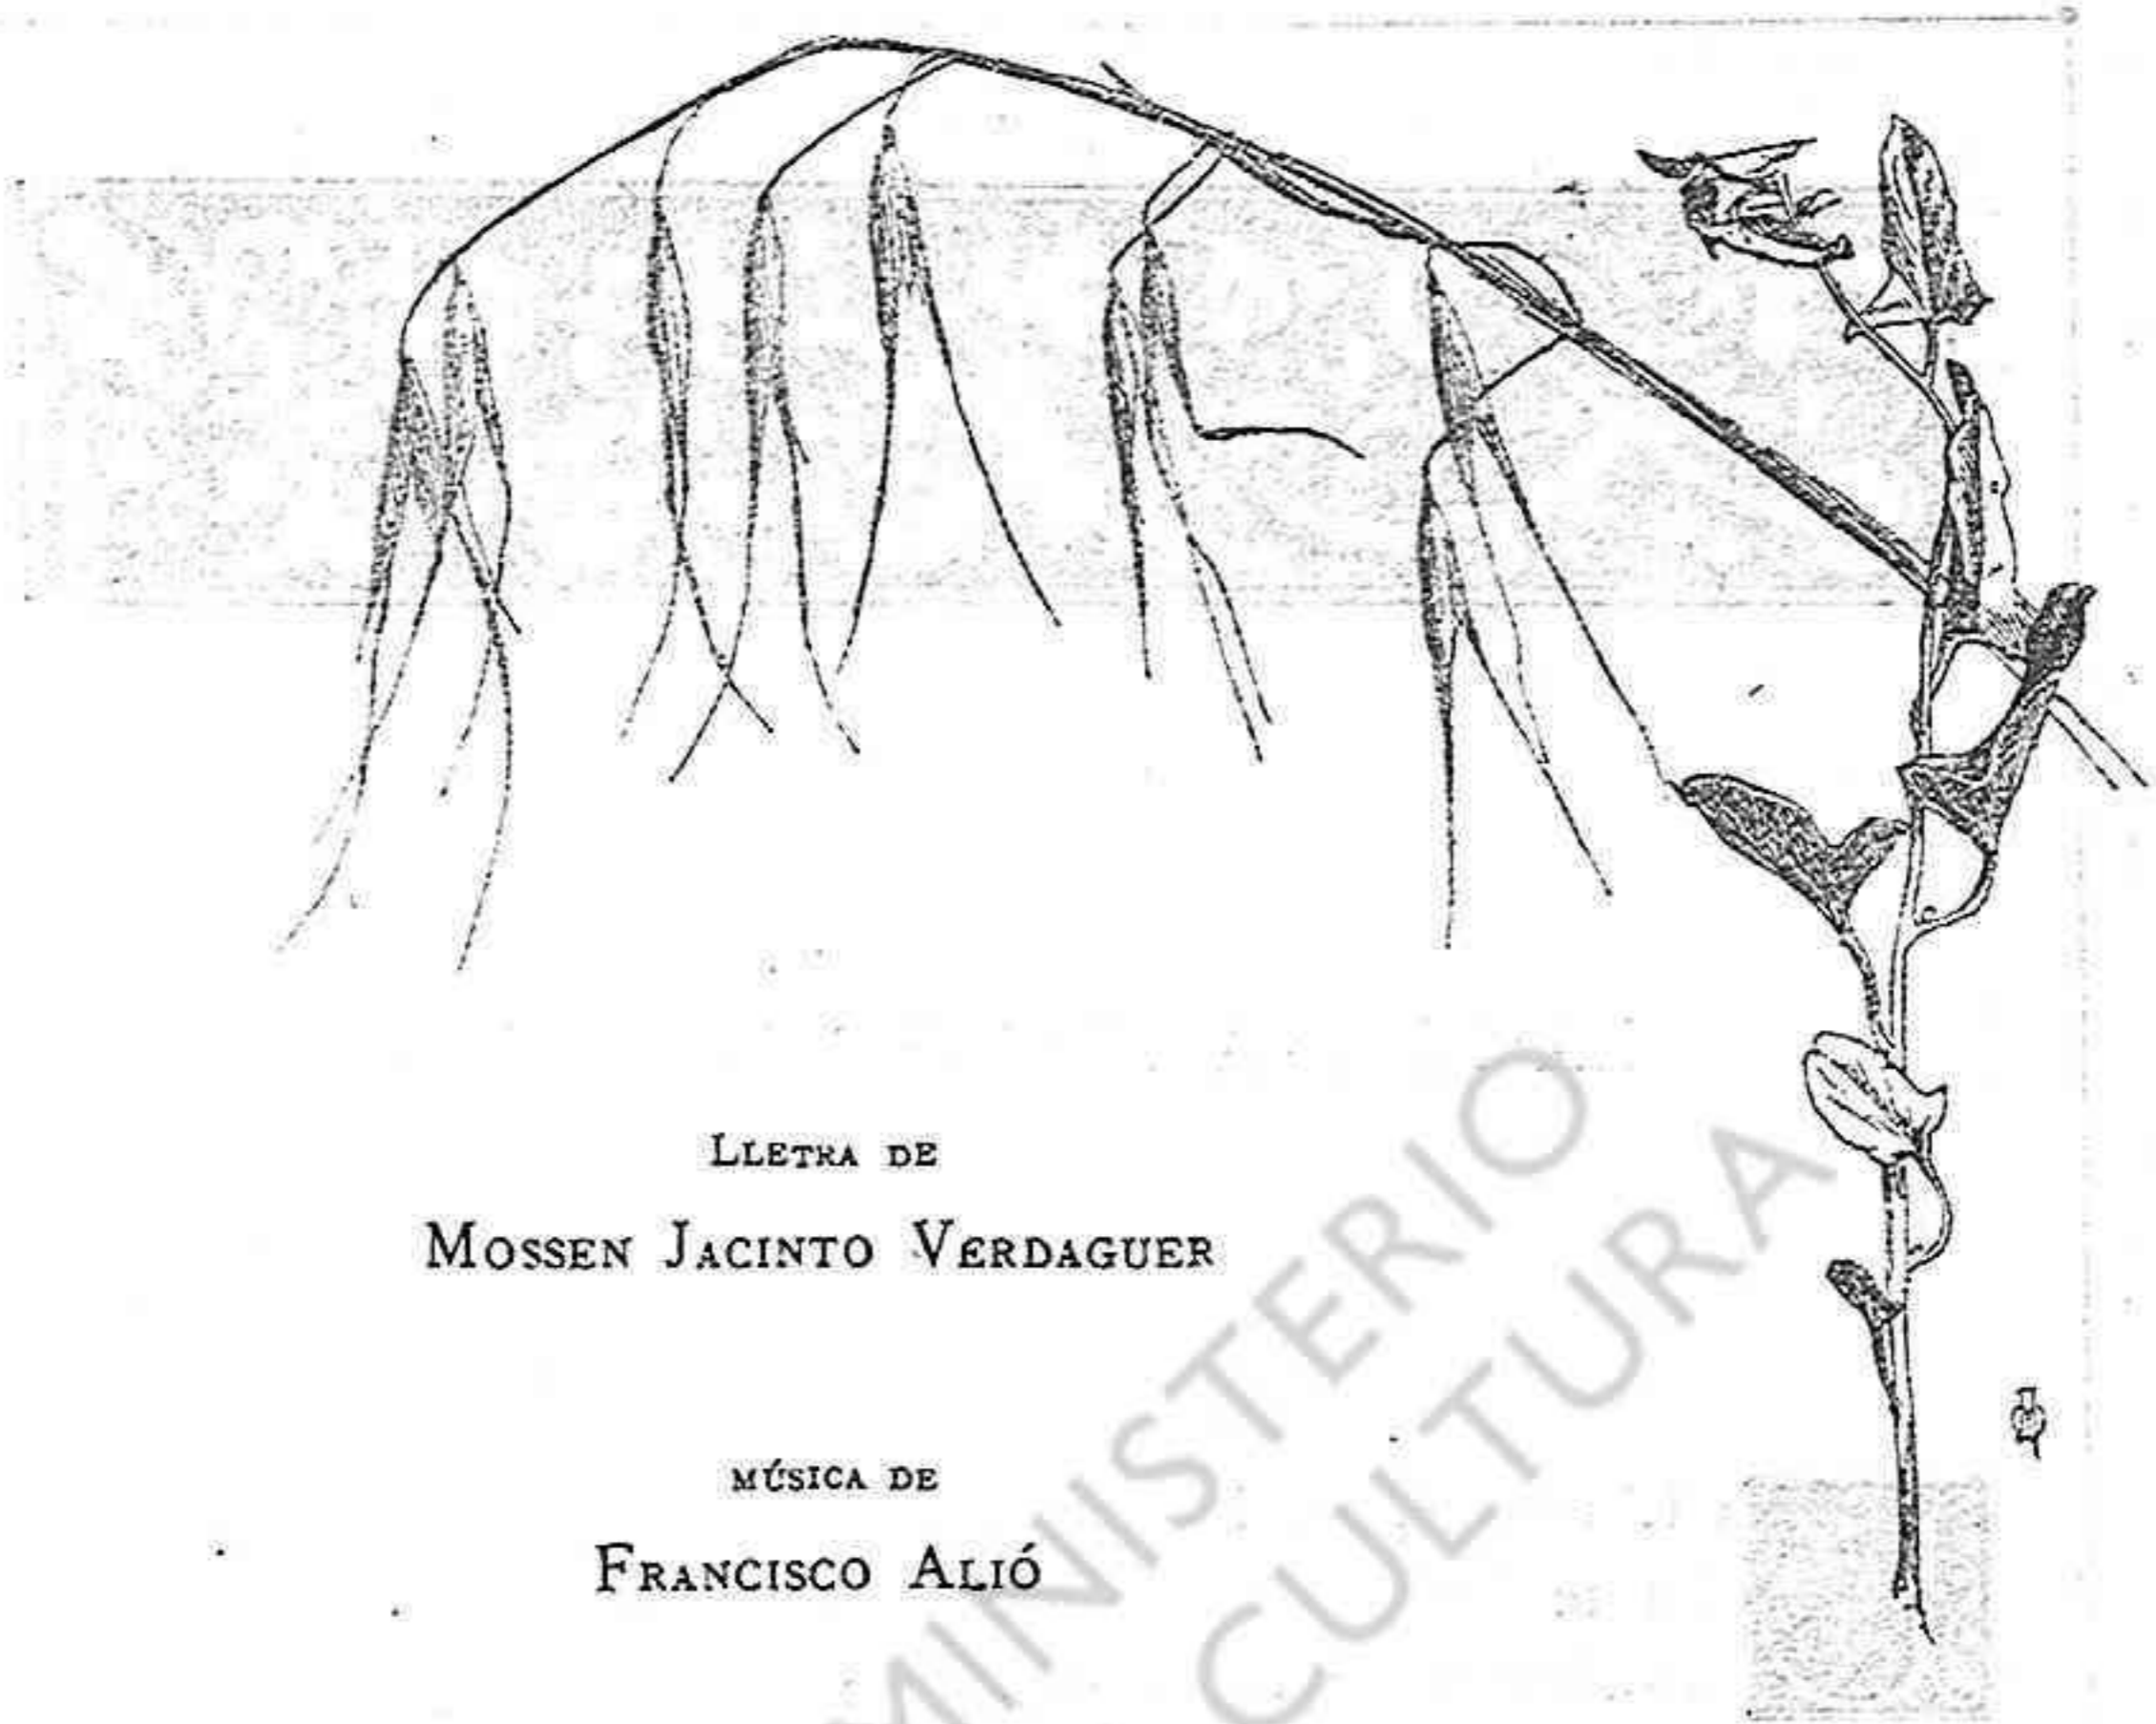 LLETRA DE
MOSSEN JACINTO VERDAGUER
MÚSICA DE
FRANCISCO ALIÓ
MINISTERIO
CULTURA